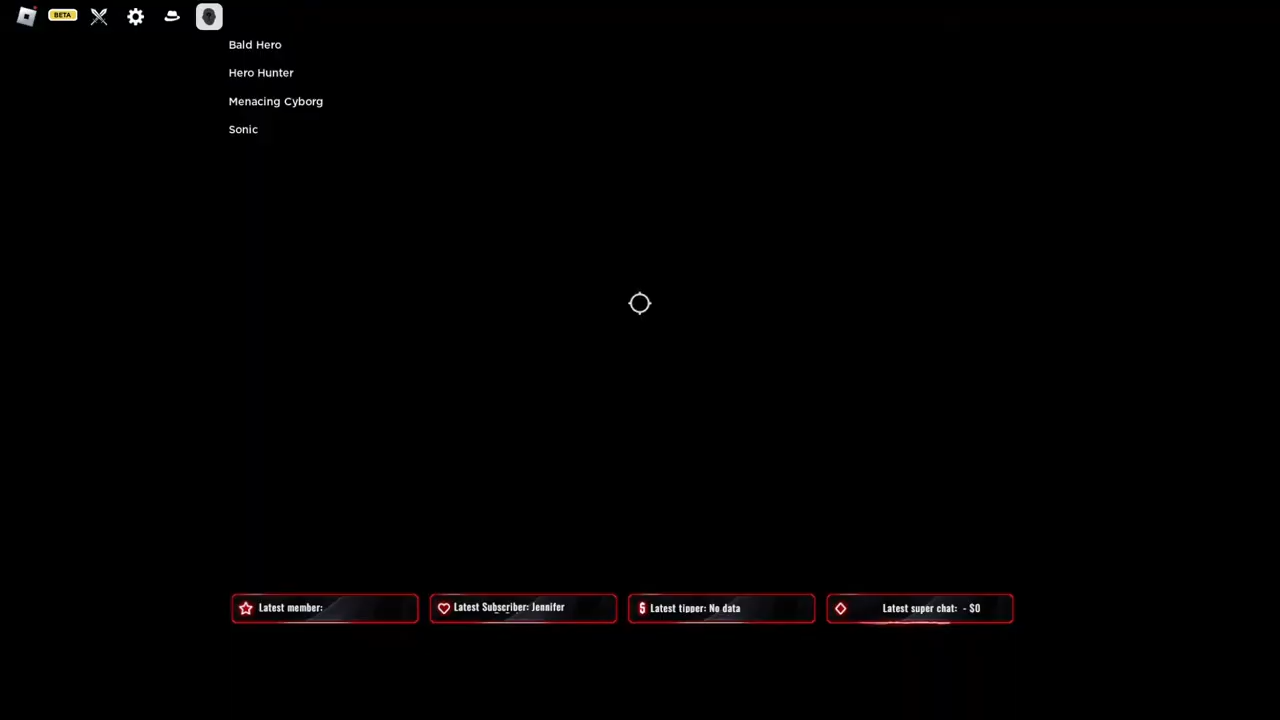 BETA
Bald Hero
Hero Hunter
Menacing Cyborg
Sonic
Latest member:
Latest Subscriber: Jennifer
Latest tipper: No data
Latest super chat: - $0